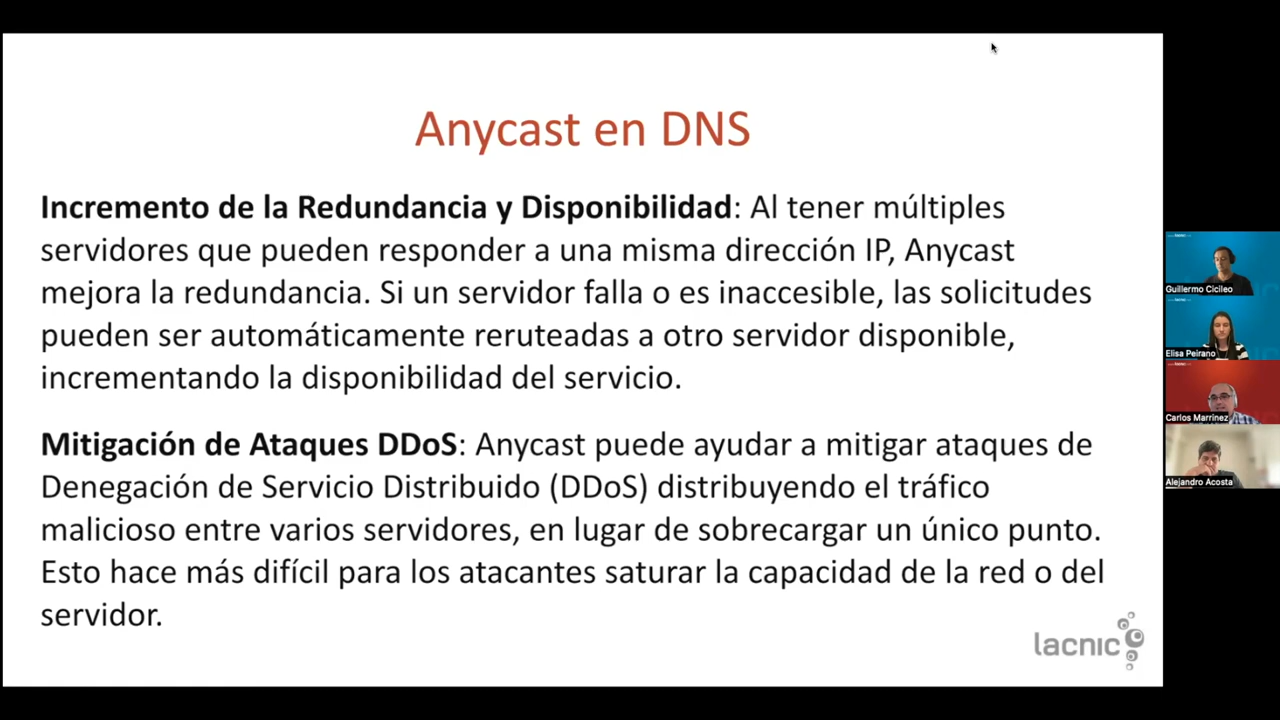 Anycast en DNS
Incremento de la Redundancia y Disponibilidad: Al tener múltiples
servidores que pueden responder a una misma dirección IP, Anycast
mejora la redundancia. Si un servidor falla o es inaccesible, las solicitudes
pueden ser automáticamente reruteadas a otro servidor disponible,
incrementando la disponibilidad del servicio.
Mitigación de Ataques DDoS: Anycast puede ayudar a mitigar ataques de
Denegación de Servicio Distribuido (DDoS) distribuyendo el tráfico
malicioso entre varios servidores, en lugar de sobrecargar un único punto.
Esto hace más difícil para los atacantes saturar la capacidad de la red o del
servidor.
lacnic
Guillermo Cicileo
Elisa Peirano
Carlos Marrínez
Alejandro Acosta